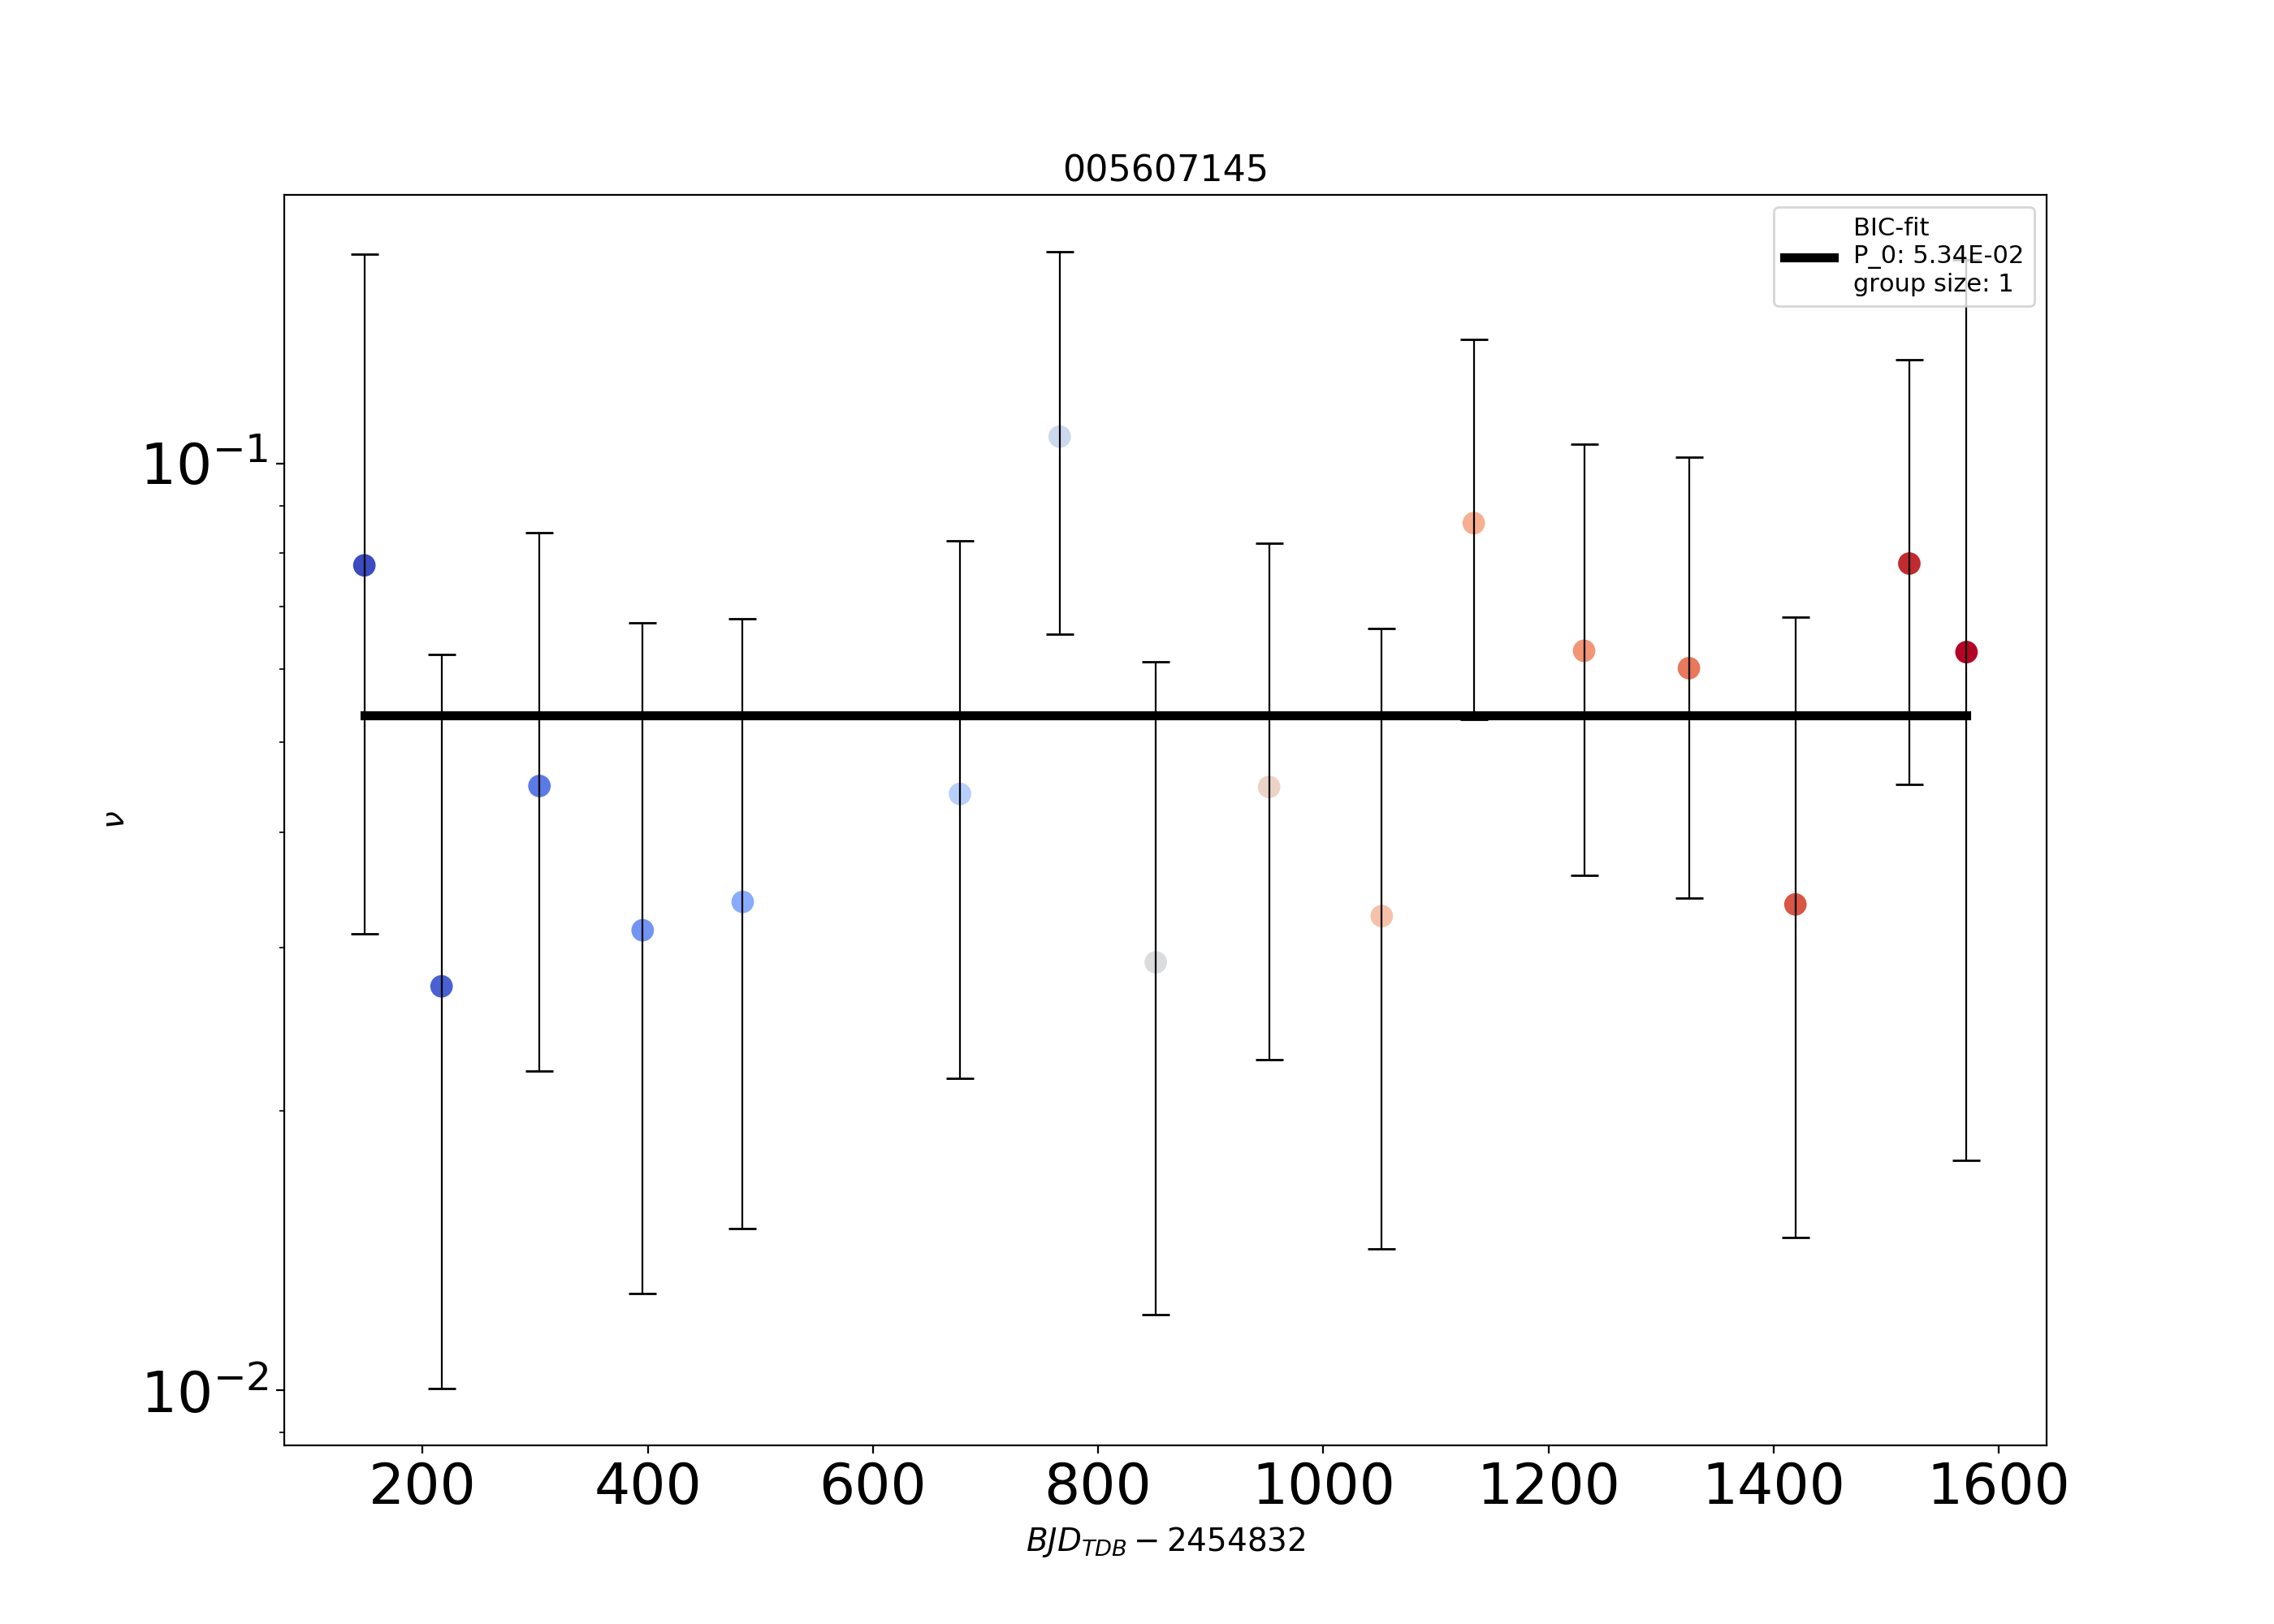 005607145
BIC-fit
P_0: 5.34E-02
group size: 1
10⁻¹
10⁻²
ν
200 400 600 800 1000 1200 1400 1600
BJD_TDB − 2454832